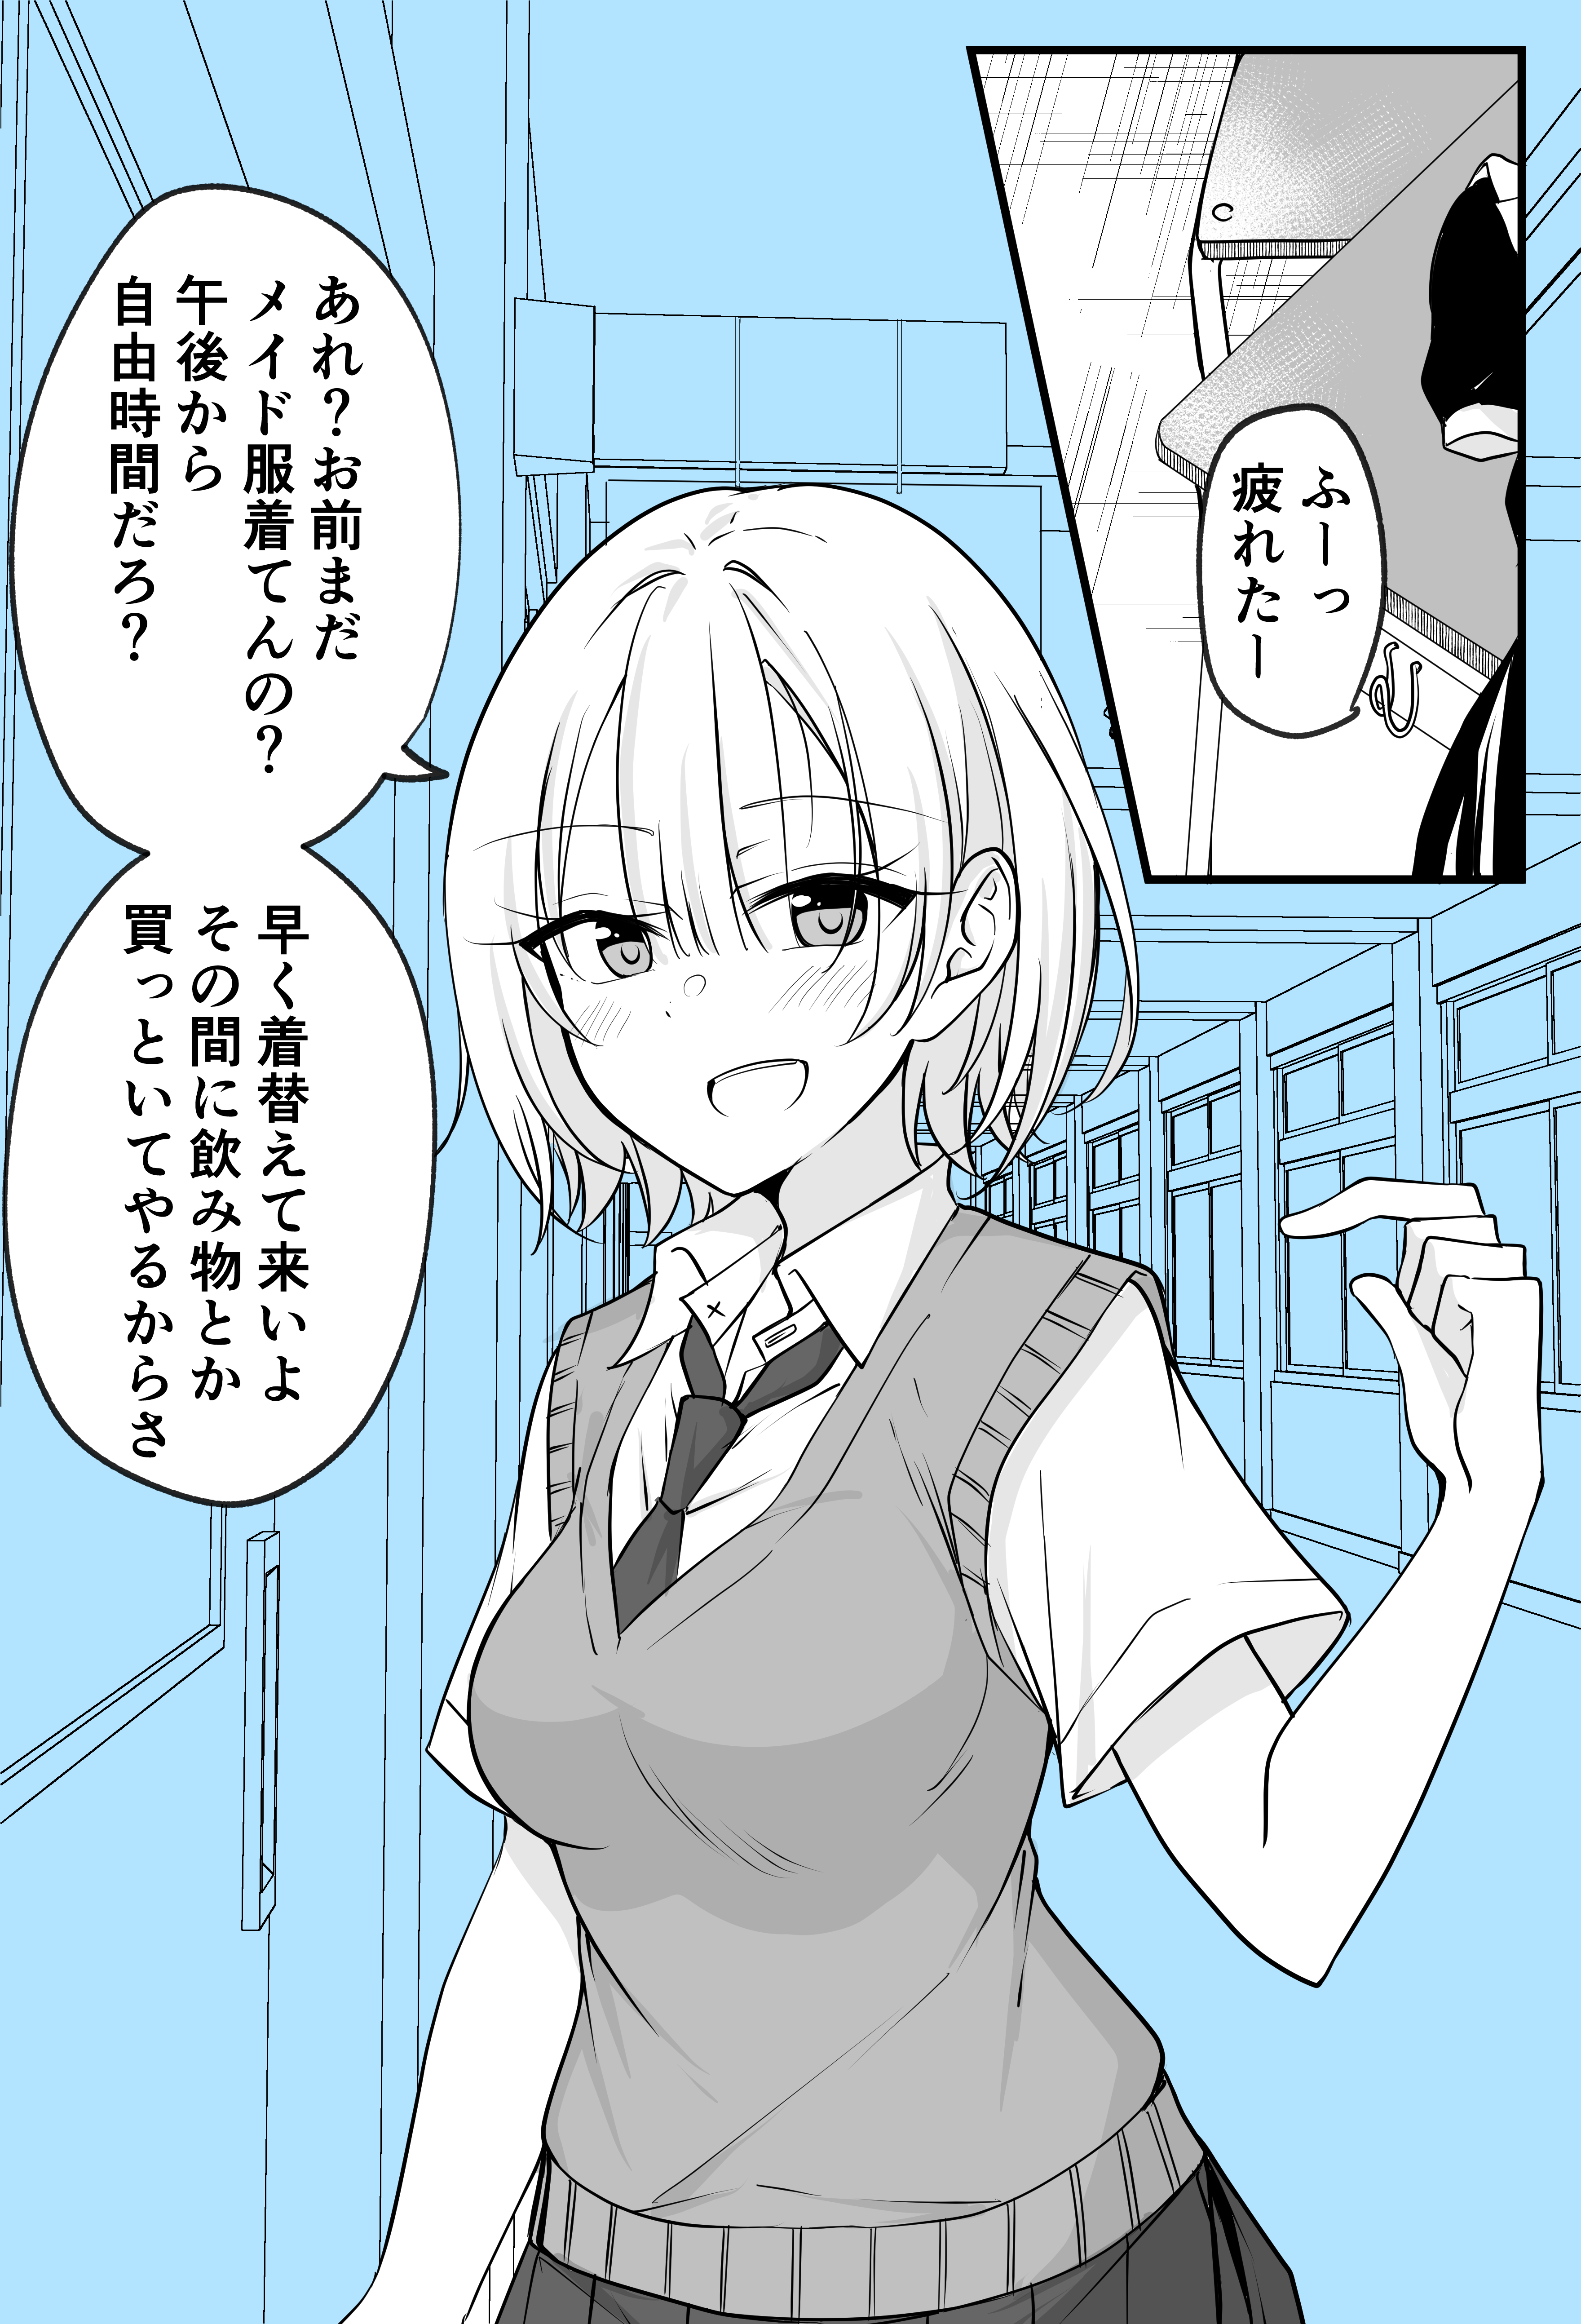 ふーっ
疲れたー
あれ？お前まだ
メイド服着てんの？
午後から
自由時間だろ？
早く着替えて来いよ
その間に飲み物とか
買っといてやるからさ